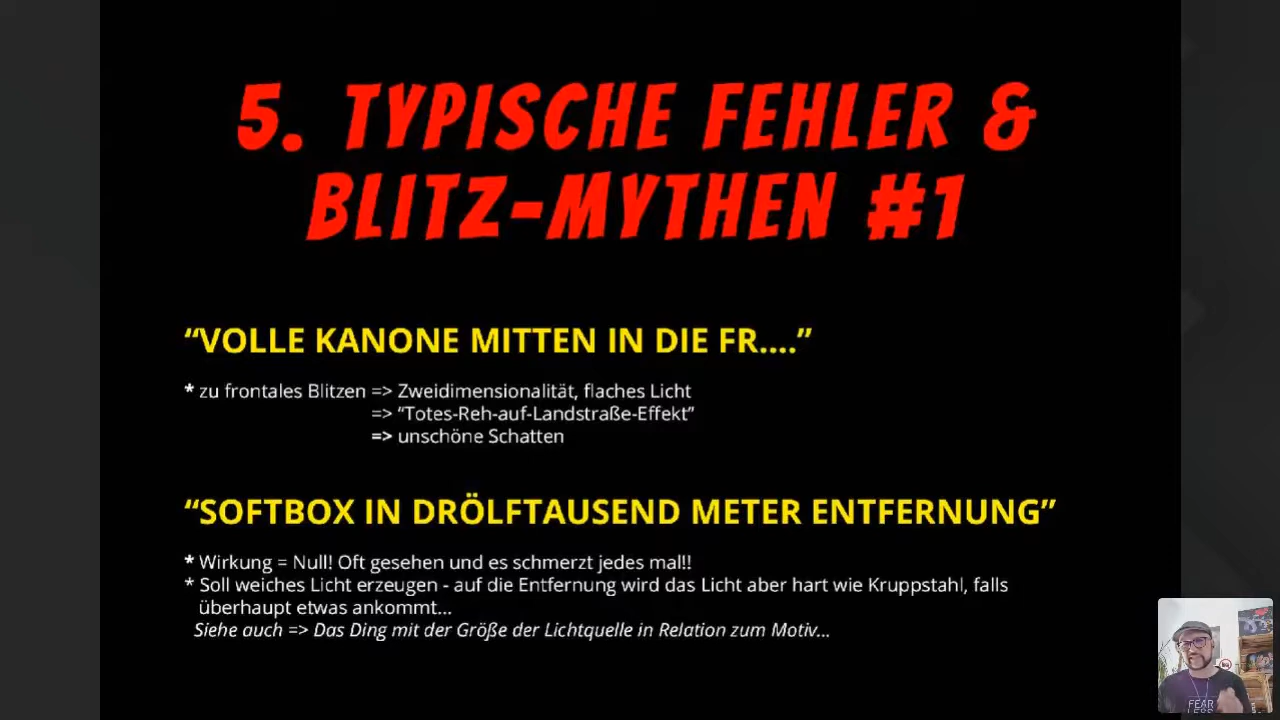 5. TYPISCHE FEHLER &
BLITZ-MYTHEN #1
“VOLLE KANONE MITTEN IN DIE FR....”
* zu frontales Blitzen => Zweidimensionalität, flaches Licht
=> “Totes-Reh-auf-Landstraße-Effekt”
=> unschöne Schatten
“SOFTBOX IN DRÖLFTAUSEND METER ENTFERNUNG”
* Wirkung = Null! Oft gesehen und es schmerzt jedes mal!!
* Soll weiches Licht erzeugen - auf die Entfernung wird das Licht aber hart wie Kruppstahl, falls
überhaupt etwas ankommt...
Siehe auch => Das Ding mit der Größe der Lichtquelle in Relation zum Motiv...
FEAR
LESS